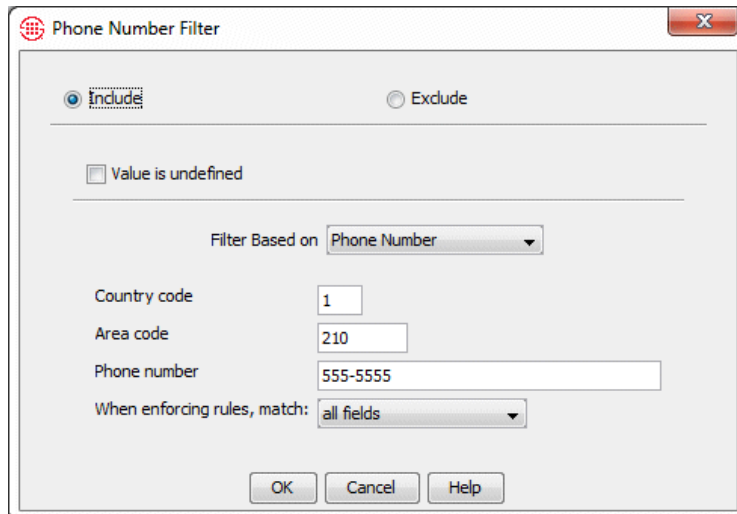 Phone Number Filter
Include Exclude
Value is undefined
Filter Based on Phone Number
Country code 1
Area code 210
Phone number 555-5555
When enforcing rules, match: all fields
OK Cancel Help